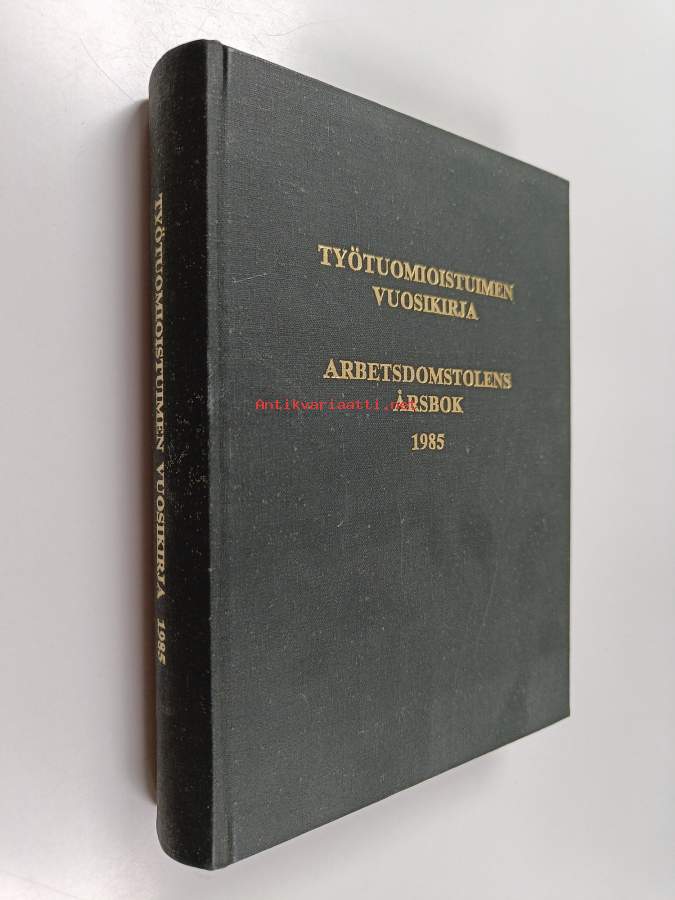 TYÖTUOMIOISTUIMEN VUOSIKIRJA 1985
TYÖTUOMIOISTUIMEN
VUOSIKIRJA
ARBETSDOMSTOLENS
Antikvariaatti.net
ÅRSBOK
1985